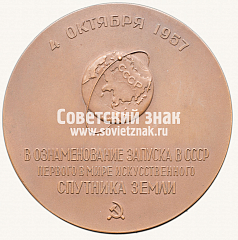 4 ОКТЯБРЯ 1957
СССР
Советский знак
www.sovietznak.ru
В ОЗНАМЕНОВАНИЕ ЗАПУСКА В СССР
ПЕРВОГО В МИРЕ ИСКУССТВЕННОГО
СПУТНИКА ЗЕМЛИ